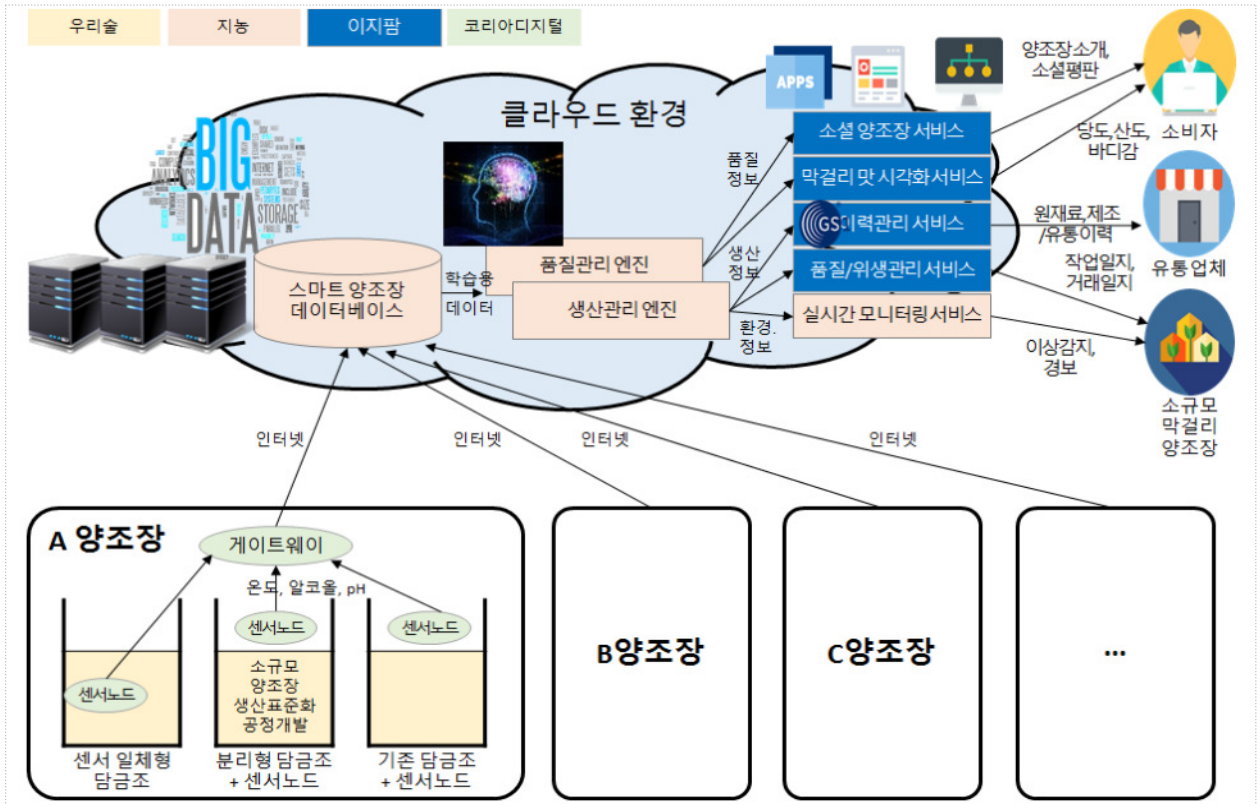 우리술
지농
이지팜
코리아디지털
클라우드 환경
BIG
DATA
STORAGE
ANALYTICS
INTERNET
APPS
양조장소개,
소셜평판
소비자
당도,산도,
바디감
소셜 양조장 서비스
막걸리 맛 시각화 서비스
GS1이력관리 서비스
품질/위생관리 서비스
실시간 모니터링서비스
품질
정보
생산
정보
환경.
정보
원재료,제조
/유통이력
유통업체
작업일지,
거래일지
이상감지,
경보
소규모
막걸리
양조장
스마트 양조장
데이터베이스
학습용
데이터
품질관리 엔진
생산관리 엔진
인터넷
인터넷
인터넷
인터넷
A 양조장
게이트웨이
온도, 알코올, pH
센서노드
센서노드
센서노드
소규모
양조장
생산표준화
공정개발
센서 일체형
담금조
분리형 담금조
+ 센서노드
기존 담금조
+ 센서노드
B양조장
C양조장
...